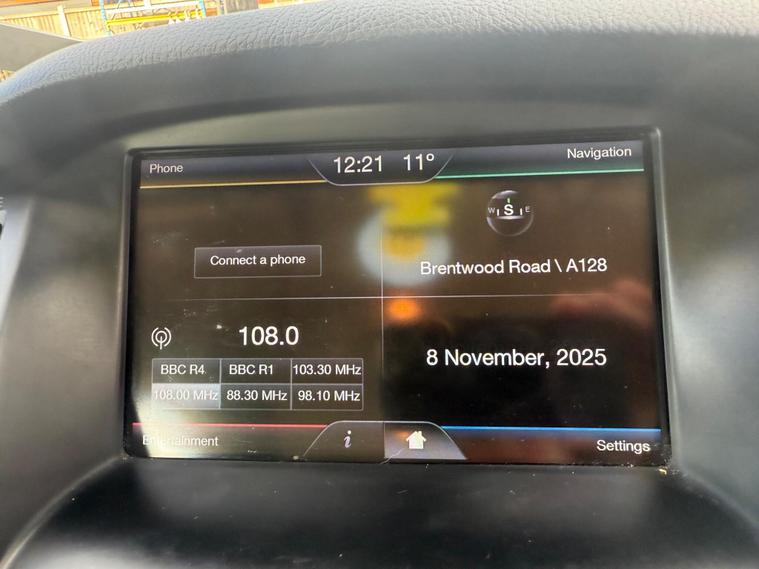 Phone
12:21 11°
Navigation
W S E
Connect a phone
Brentwood Road \ A128
108.0
BBC R4 BBC R1 103.30 MHz
108.00 MHz 88.30 MHz 98.10 MHz
8 November, 2025
Entertainment
i
Settings